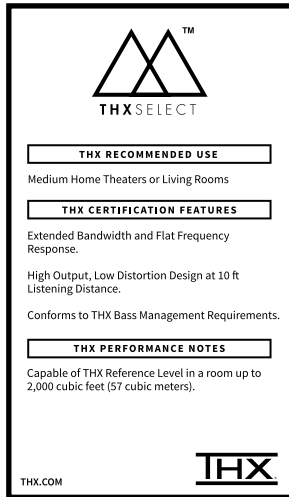 TM
THXSELECT
THX RECOMMENDED USE
Medium Home Theaters or Living Rooms
THX CERTIFICATION FEATURES
Extended Bandwidth and Flat Frequency
Response.
High Output, Low Distortion Design at 10 ft
Listening Distance.
Conforms to THX Bass Management Requirements.
THX PERFORMANCE NOTES
Capable of THX Reference Level in a room up to
2,000 cubic feet (57 cubic meters).
THX.COM
THX